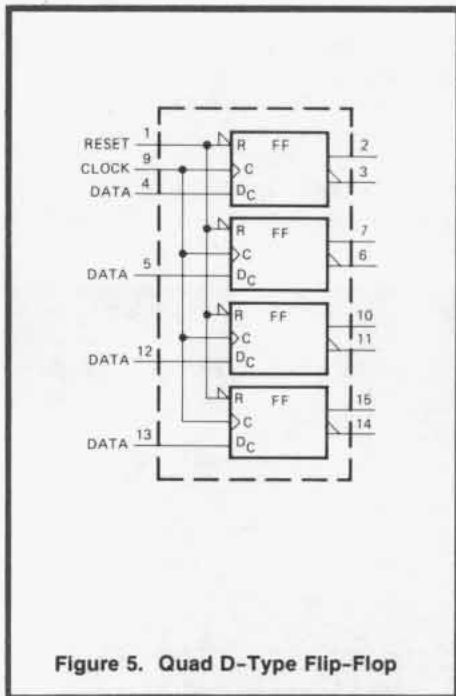 1
RESET
R FF
2
9
CLOCK
C
3
4
DATA
DC
R FF
7
C
6
5
DATA
DC
R FF
10
C
11
12
DATA
DC
R FF
15
C
14
13
DATA
DC
Figure 5. Quad D-Type Flip-Flop